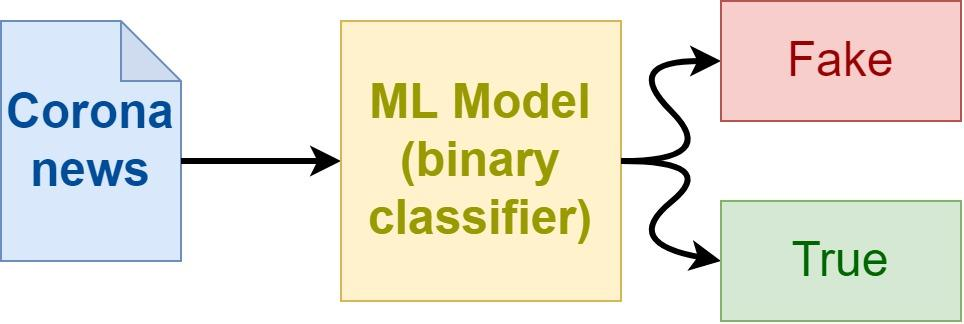 Corona
news
ML Model
(binary
classifier)
Fake
True